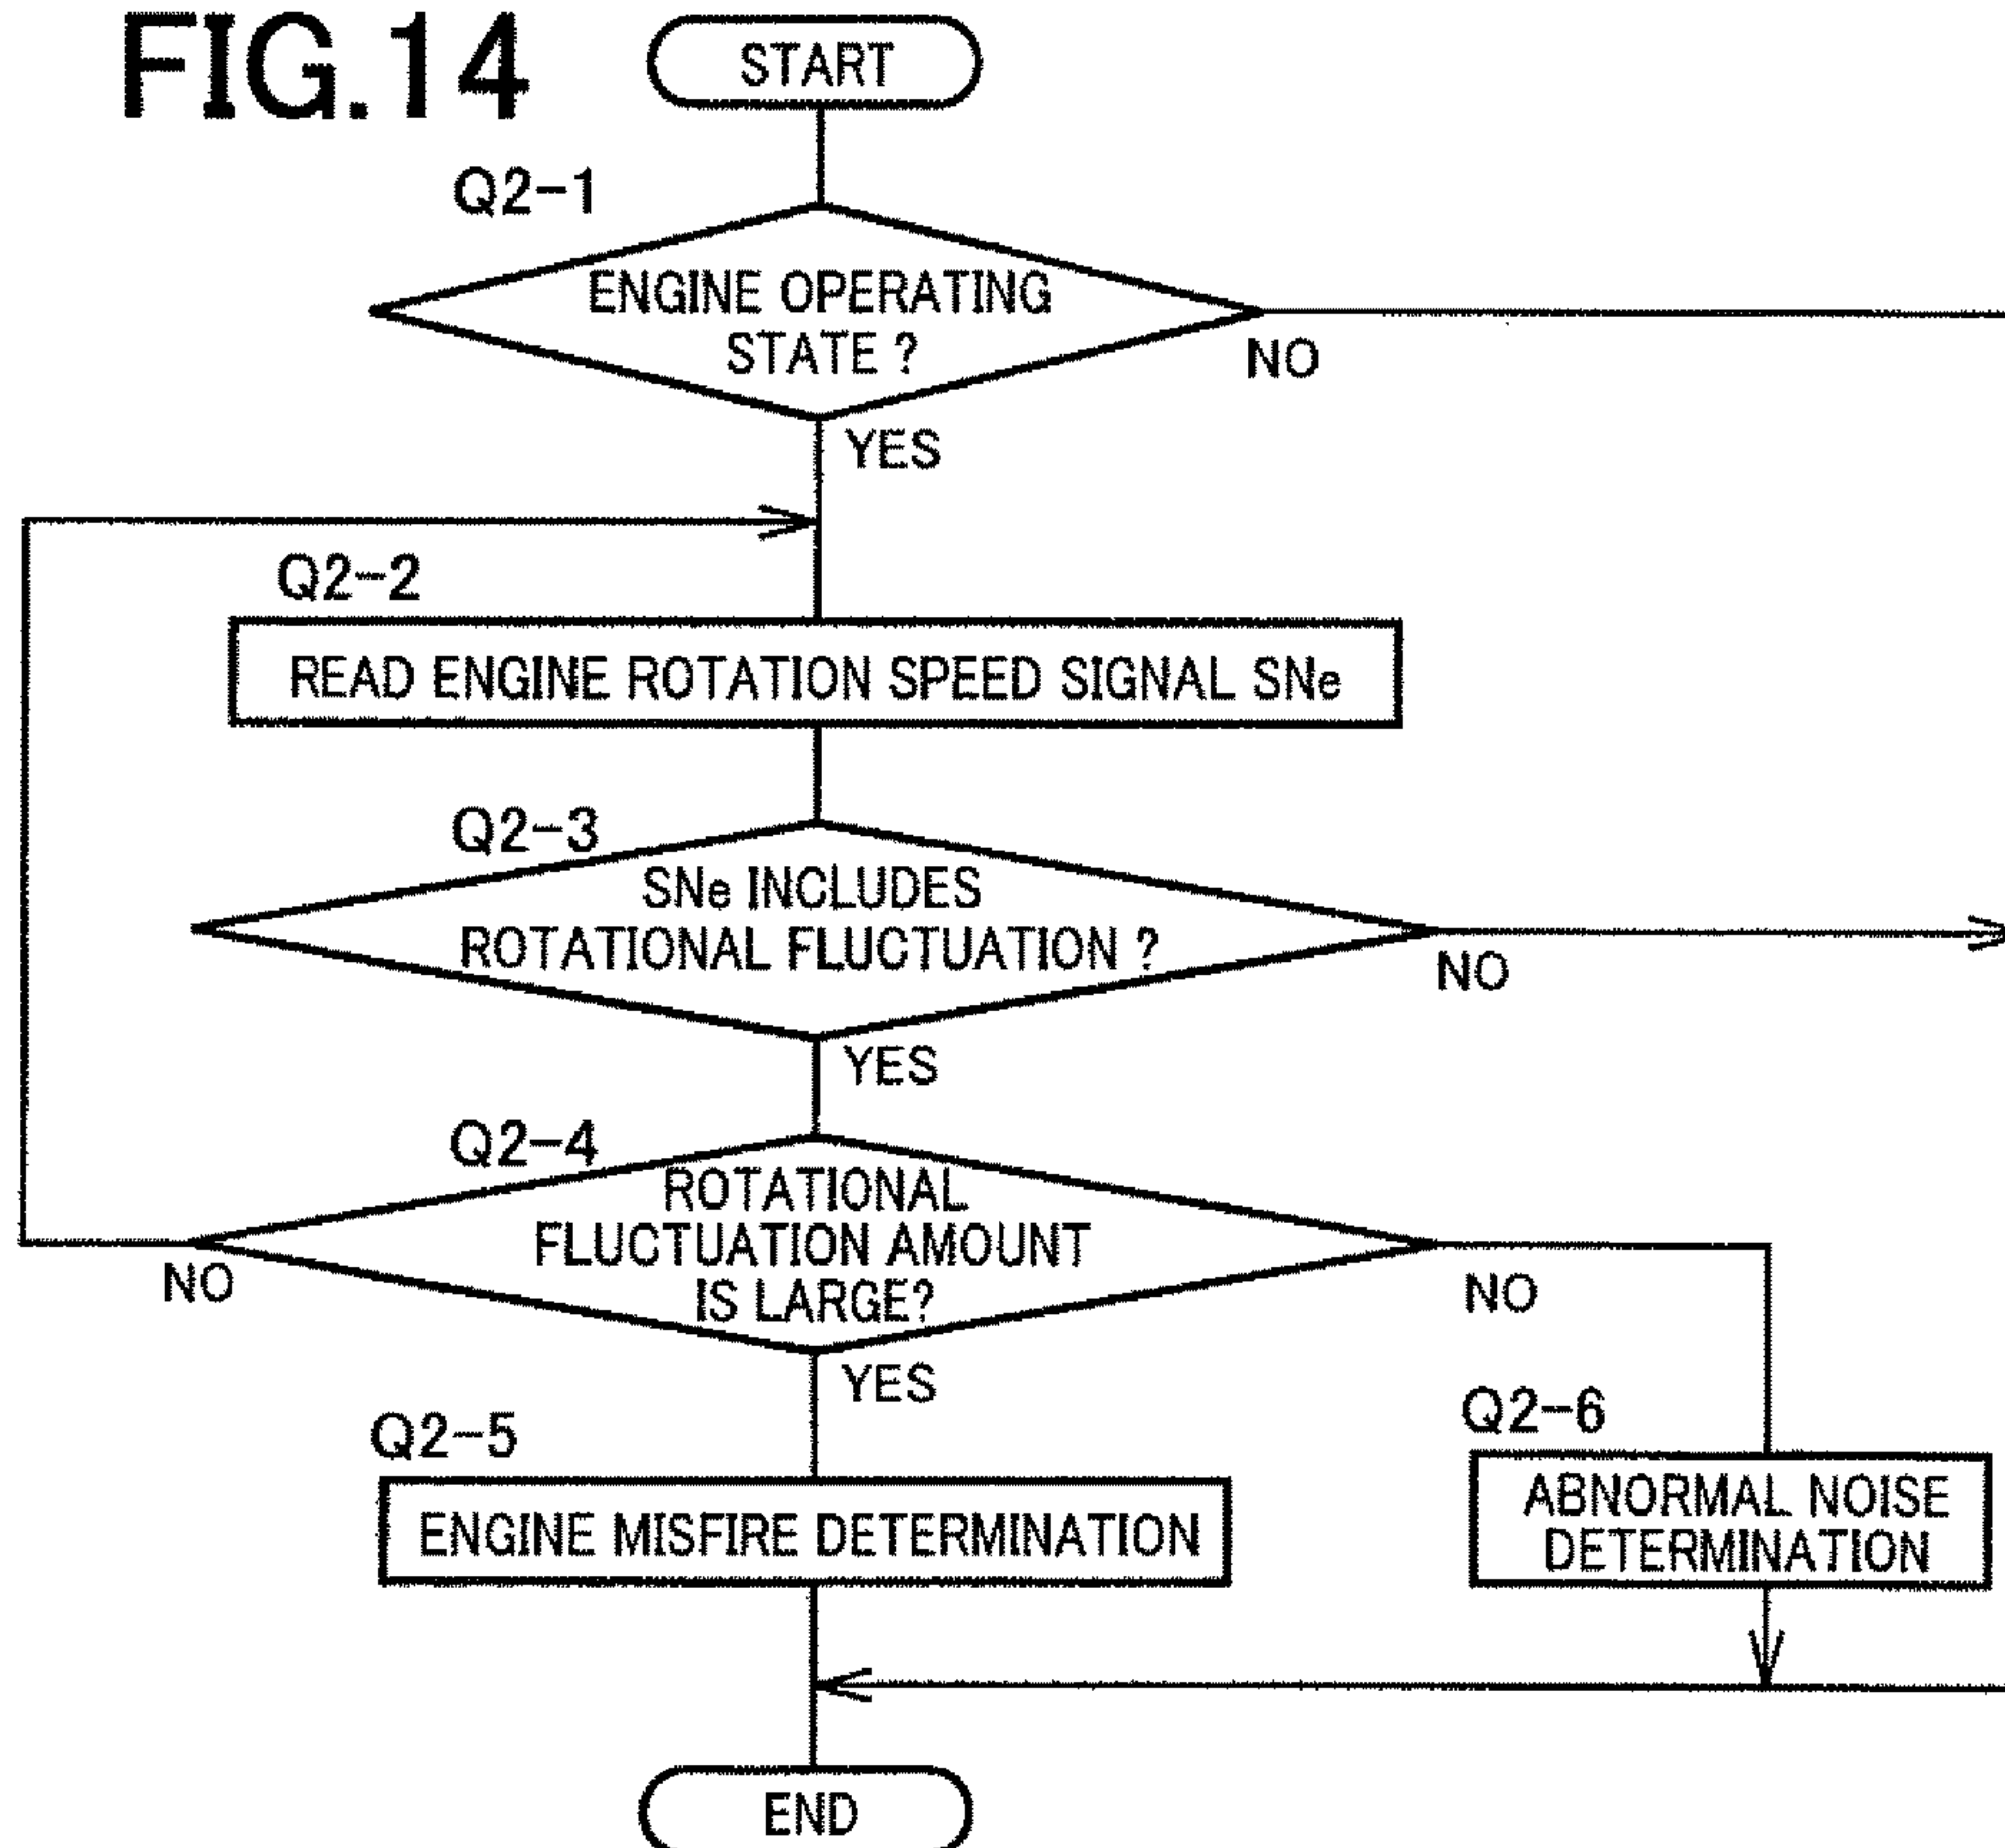 FIG.14
START
Q2-1
ENGINE OPERATING
STATE ?
NO
YES
Q2-2
READ ENGINE ROTATION SPEED SIGNAL SNe
Q2-3
SNe INCLUDES
ROTATIONAL FLUCTUATION ?
NO
YES
Q2-4
ROTATIONAL
FLUCTUATION AMOUNT
IS LARGE?
NO
NO
YES
Q2-5
ENGINE MISFIRE DETERMINATION
Q2-6
ABNORMAL NOISE
DETERMINATION
END